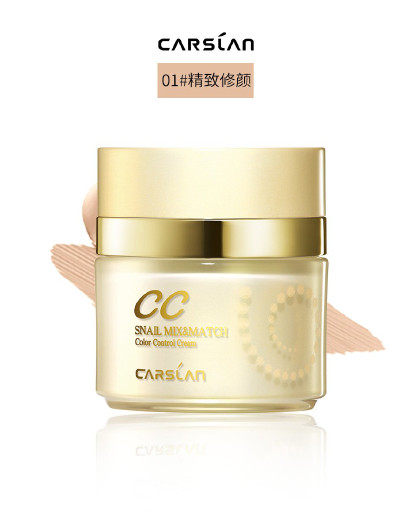 CARSLAN
01#精致修颜
CC
SNAIL MIX&MATCH
Color Control Cream
CARSLAN